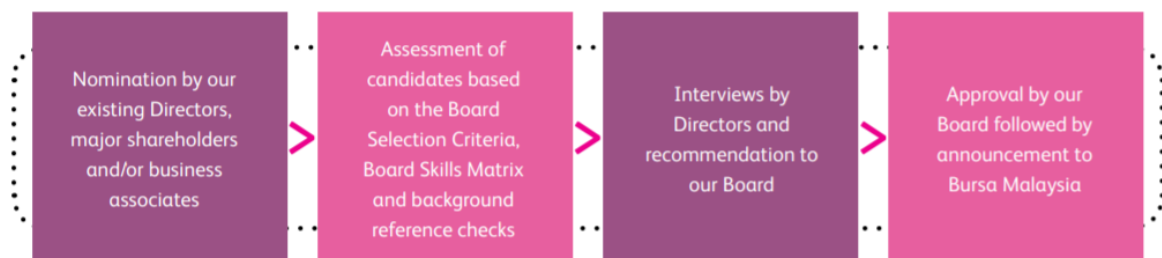 Nomination by our
existing Directors,
major shareholders
and/or business
associates
Assessment of
candidates based
on the Board
Selection Criteria,
Board Skills Matrix
and background
reference checks
Interviews by
Directors and
recommendation to
our Board
Approval by our
Board followed by
announcement to
Bursa Malaysia